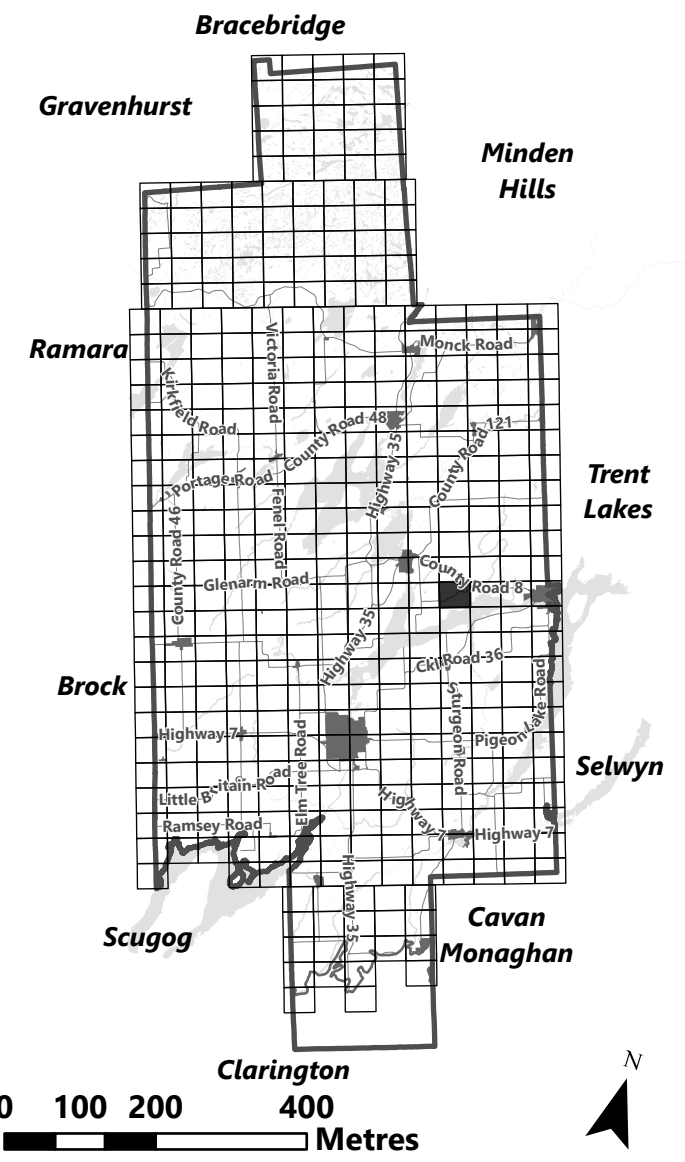 Bracebridge
Gravenhurst
Minden
Hills
Ramara
Monck Road
Victoria Road
Kirkfield Road
County Road 48
Highway 35
County Road 121
Portage Road
Trent
Lakes
County Road 46
Fenel Road
Glenarm Road
County Road 8
Highway 35
Ckl Road 36
Brock
Sturgeon Road
Pigeon Lake Road
Highway 7
Elm Tree Road
Selwyn
Little Britain Road
Highway 7
Ramsey Road
Highway 7
Highway 35
Scugog
Cavan
Monaghan
Clarington
N
0 100 200 400
Metres